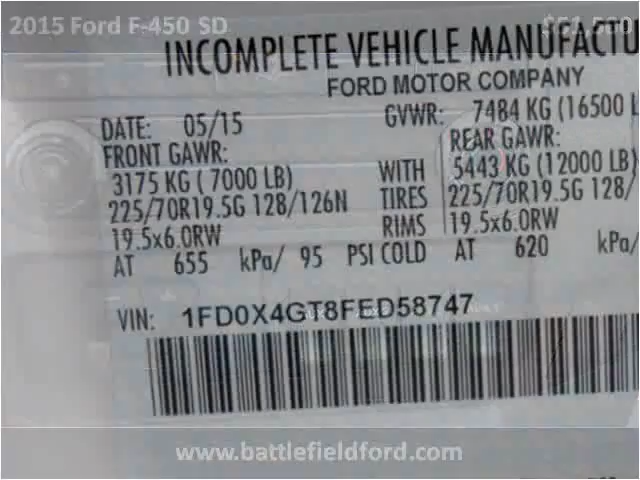 2015 Ford F-450 SD
INCOMPLETE VEHICLE MANUFACTU
FORD MOTOR COMPANY
DATE: 05/15 GVWR: 7484 KG (16500 L
FRONT GAWR: REAR GAWR:
3175 KG ( 7000 LB) WITH 5443 KG (12000 LB)
225/70R19.5G 128/126N TIRES 225/70R19.5G 128/
19.5x6.0RW RIMS 19.5x6.0RW
AT 655 kPa/ 95 PSI COLD AT 620 kPa/
VIN: 1FD0X4GT8FED58747
www.battlefieldford.com